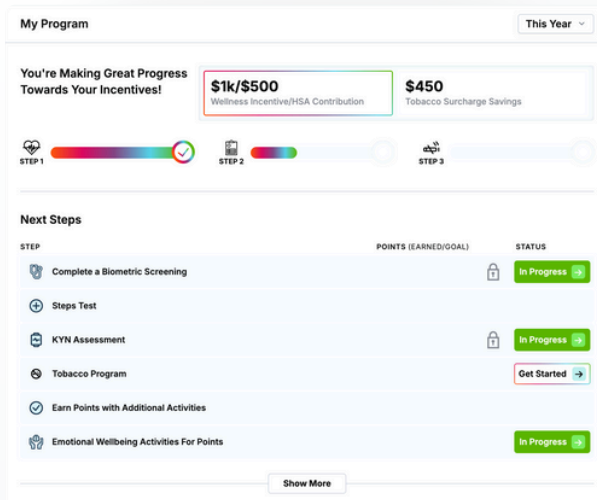 My Program
This Year
You're Making Great Progress
Towards Your Incentives!
$1k/$500
Wellness Incentive/HSA Contribution
$450
Tobacco Surcharge Savings
STEP 1
STEP 2
STEP 3
Next Steps
STEP
POINTS (EARNED/GOAL)
STATUS
Complete a Biometric Screening
In Progress
Steps Test
KYN Assessment
In Progress
Tobacco Program
Get Started
Earn Points with Additional Activities
Emotional Wellbeing Activities For Points
In Progress
Show More